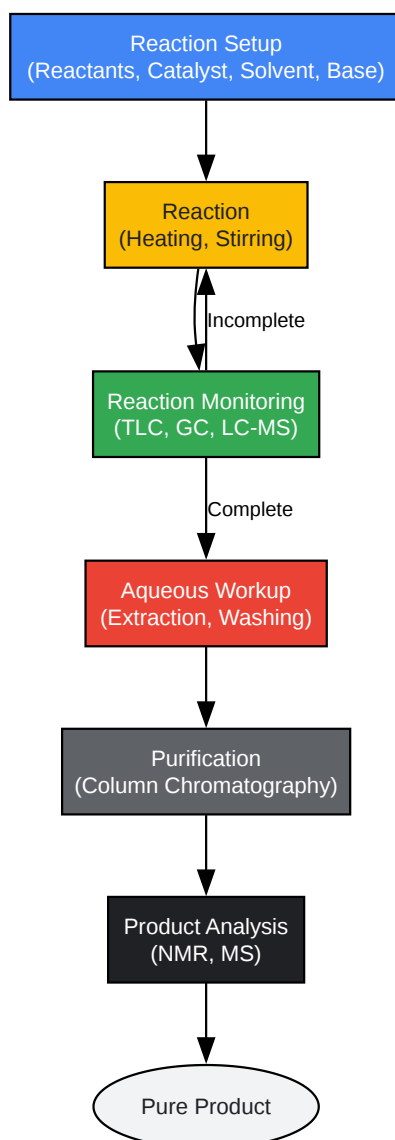 Reaction Setup
(Reactants, Catalyst, Solvent, Base)
Reaction
(Heating, Stirring)
Incomplete
Reaction Monitoring
(TLC, GC, LC-MS)
Complete
Aqueous Workup
(Extraction, Washing)
Purification
(Column Chromatography)
Product Analysis
(NMR, MS)
Pure Product